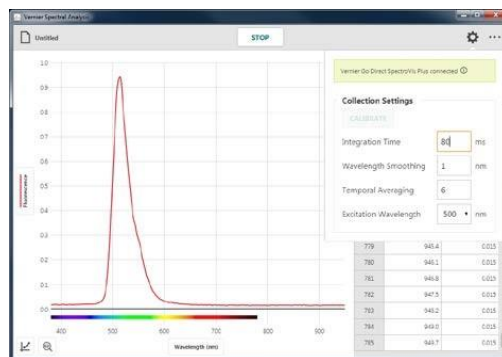 Vernier Spectral Analysis
Untitled
STOP
Vernier Go Direct SpectroVis Plus connected
Collection Settings
CALIBRATE
Integration Time 80 ms
Wavelength Smoothing 1 nm
Temporal Averaging 6
Excitation Wavelength 500 nm
Fluorescence
1.0
0.9
0.8
0.7
0.6
0.5
0.4
0.3
0.2
0.1
0.0
400 500 600 700 800 900
Wavelength (nm)
779 945.4 0.015
780 946.1 0.015
781 946.8 0.015
782 947.5 0.015
783 948.2 0.015
784 949.0 0.015
785 949.7 0.015